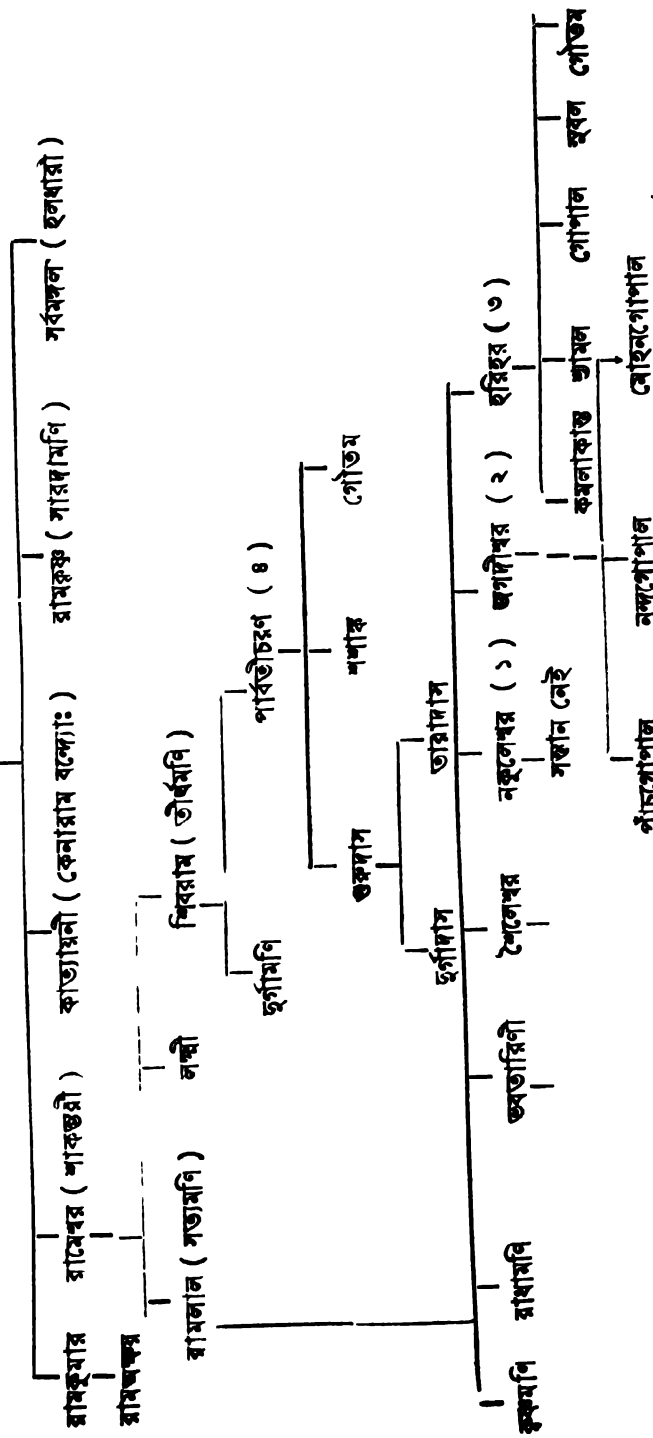 রামকুমার রামেশ্বর ( শাকম্ভরী ) কাত্যায়নী ( কেনারাম বন্দ্যোঃ ) রামকৃষ্ণ ( সারদামণি ) সর্বমঙ্গল ( হলধারী )
রামঅক্ষয়
রামলাল ( সত্যমণি ) লক্ষ্মী শিবরাম ( তীর্থমণি )
দুর্গামণি পার্বতীচরণ ( ৪ )
গুরুদাস শশাঙ্ক গৌতম
দুর্গাদাস তারাদাস
কৃষ্ণমণি রাধামণি ভবতারিণী শৈলেশ্বর নকুলেশ্বর ( ১ ) জগদীশ্বর ( ২ ) হরিহর ( ৩ )
সন্তান নেই কমলাকান্ত শ্যামল গোপাল সুবল গৌতম
পাঁচগোপাল নন্দগোপাল মোহনগোপাল